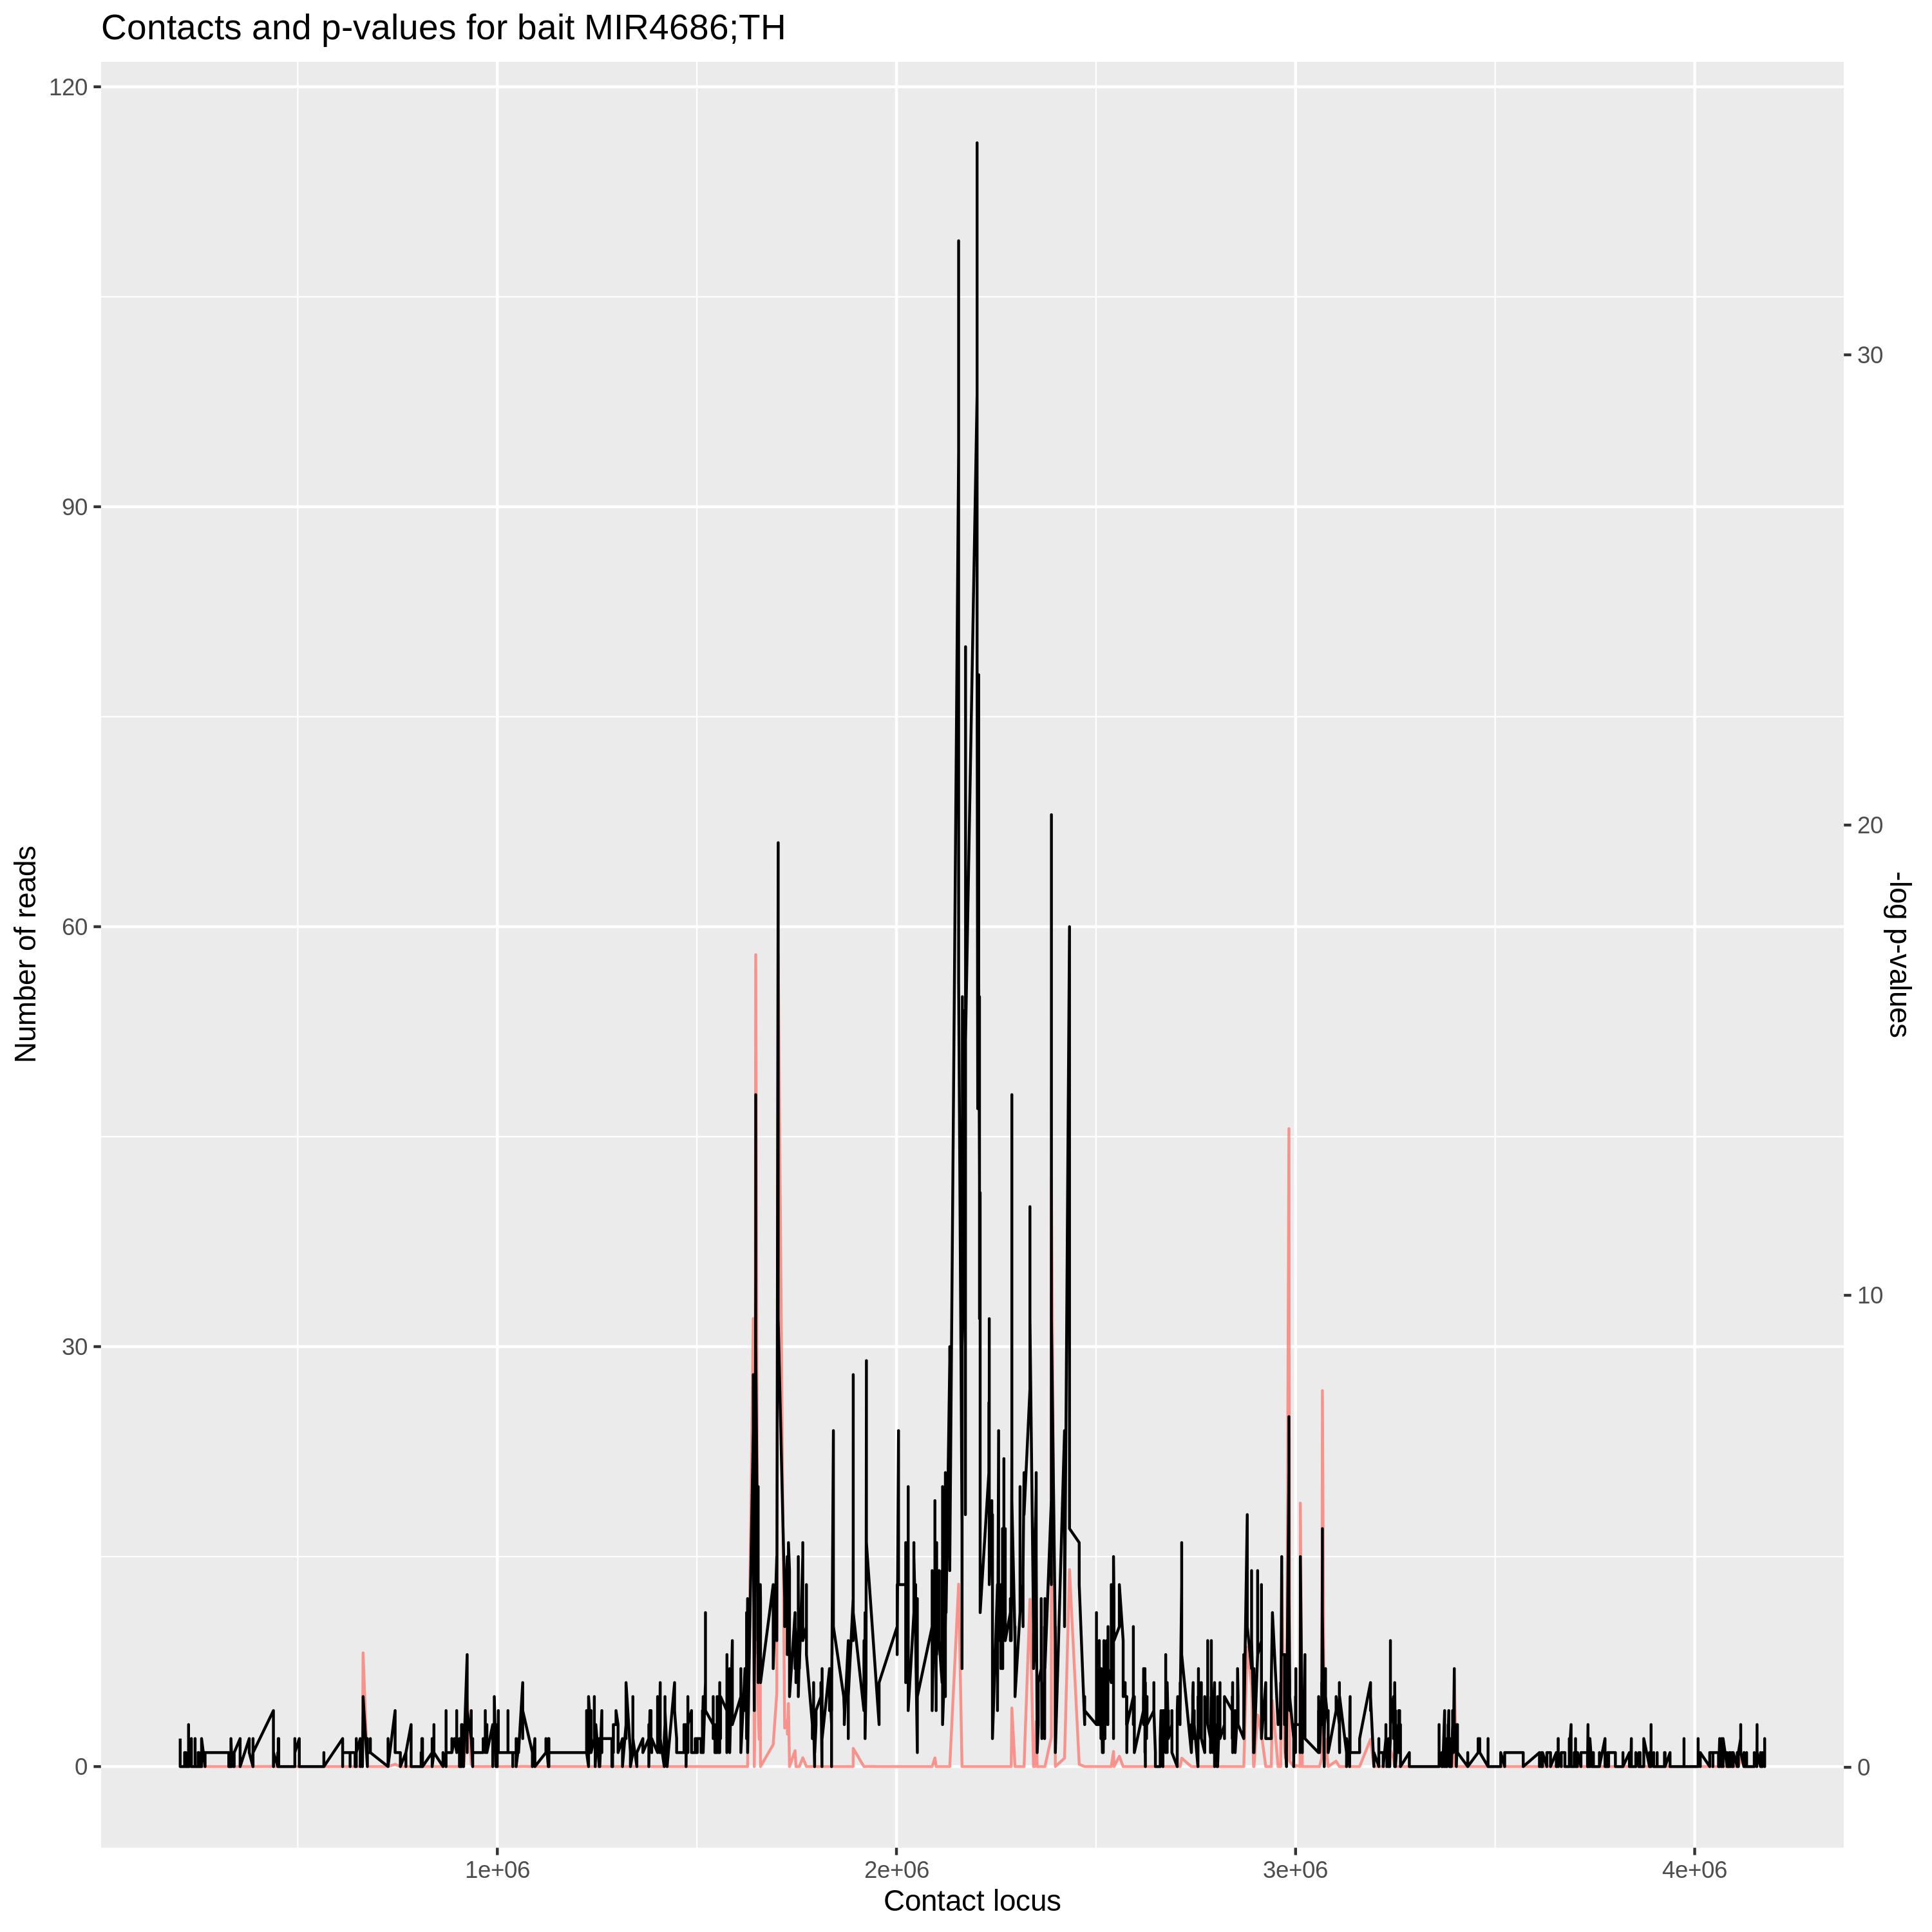 Contacts and p-values for bait MIR4686;TH
120
90
60
30
0
Number of reads
30
20
10
0
-log p-values
1e+06
2e+06
3e+06
4e+06
Contact locus